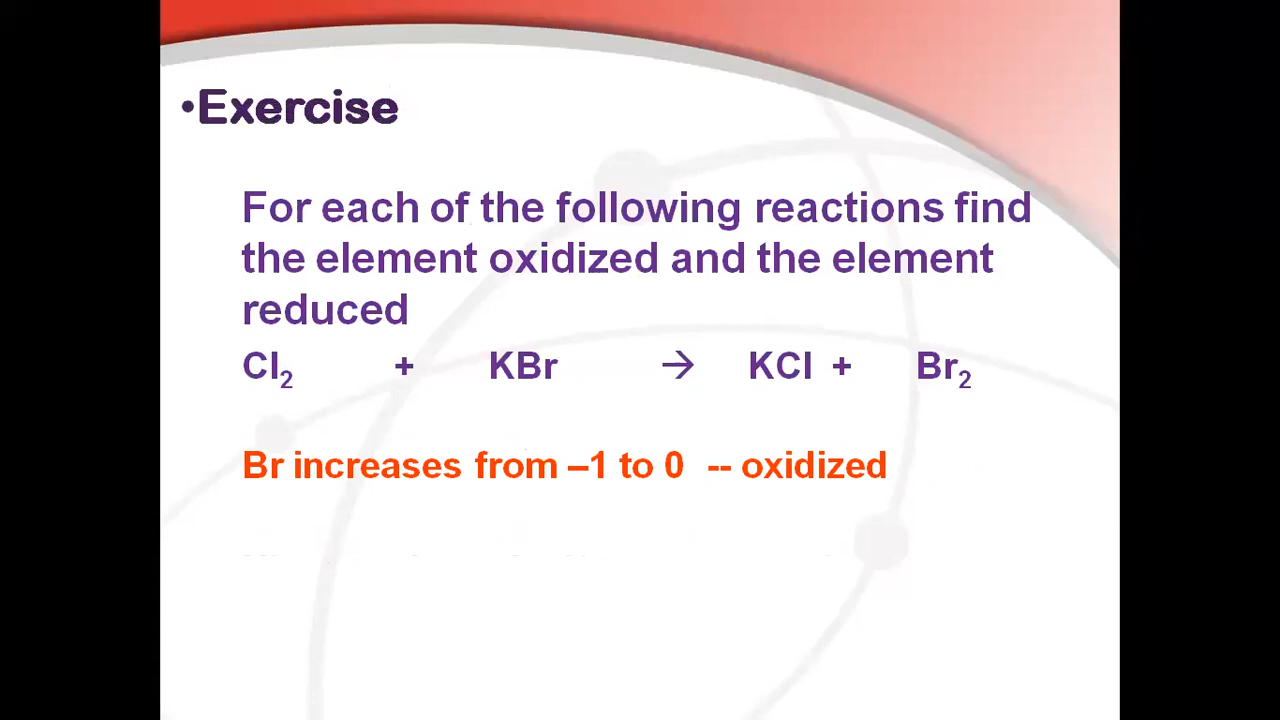 •Exercise
For each of the following reactions find
the element oxidized and the element
reduced
Cl₂ + KBr → KCl + Br₂
Br increases from –1 to 0 -- oxidized